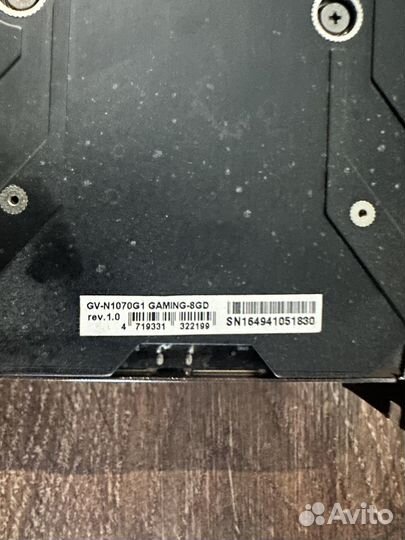 GV-N1070G1 GAMING-8GD
rev.1.0
4 719331 322199
SN164941051830
Avito